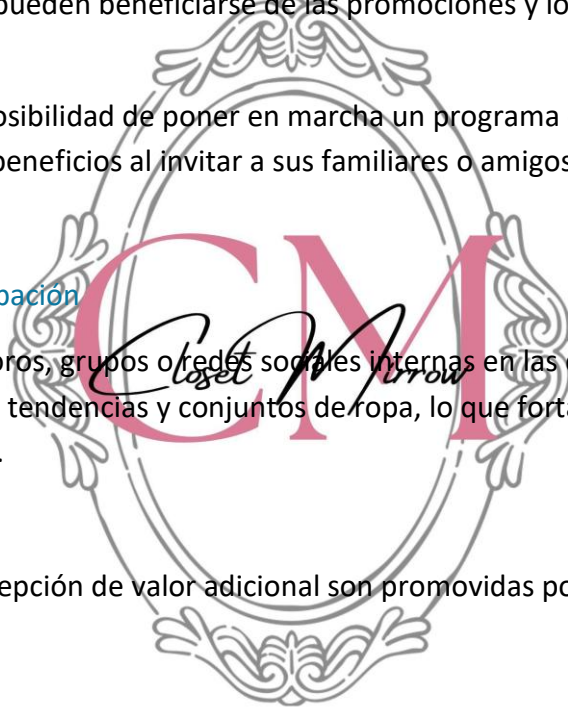 pueden beneficiarse de las promociones y lo
osibilidad de poner en marcha un programa
beneficios al invitar a sus familiares o amigos
pación
CM
Closet Mirrow
oros, grupos o redes sociales internas en las
tendencias y conjuntos de ropa, lo que forta
.
epción de valor adicional son promovidas po